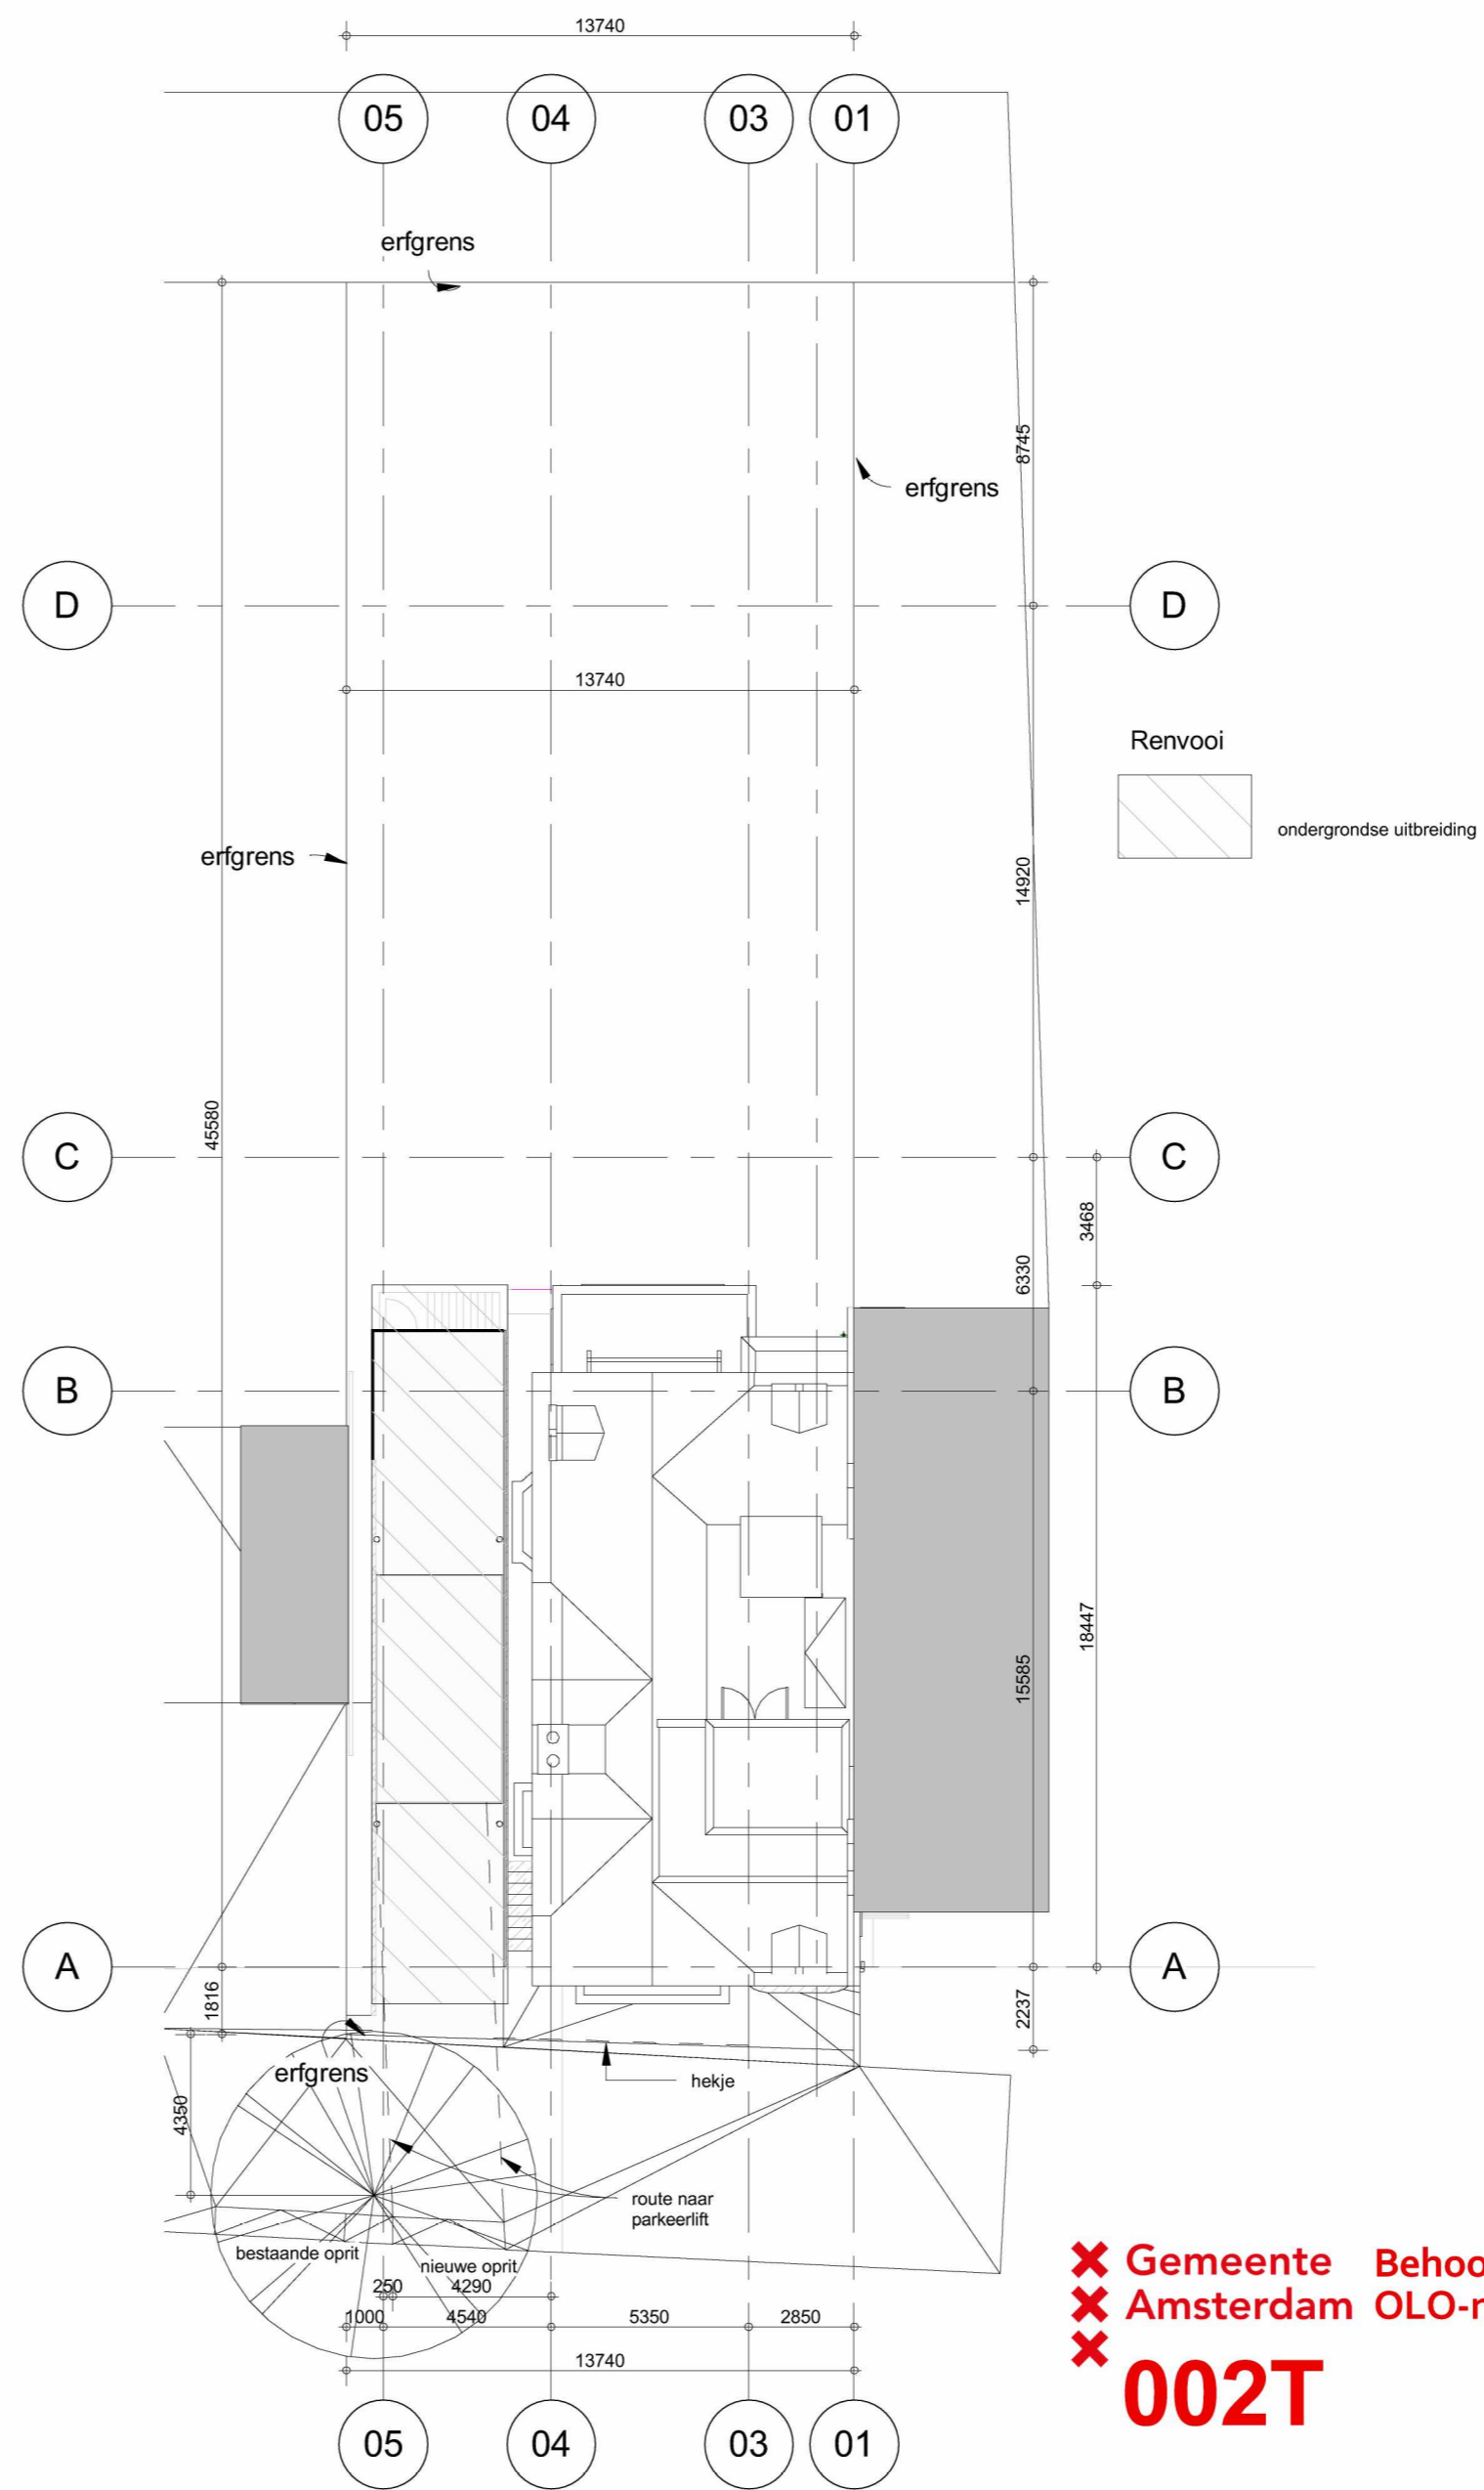 13740
05 04 03 01
erfgrens
8745
erfgrens
D D
13740
Renvooi
ondergrondse uitbreiding
erfgrens
14920
45580
C C
3468
6330
B B
18447
15585
A A
1816
2237
erfgrens
hekje
4350
route naar
parkeerlift
bestaande oprit
nieuwe oprit
250 4290
1000 4540 5350 2850
13740
05 04 03 01
Gemeente Behoo
Amsterdam OLO-n
002T